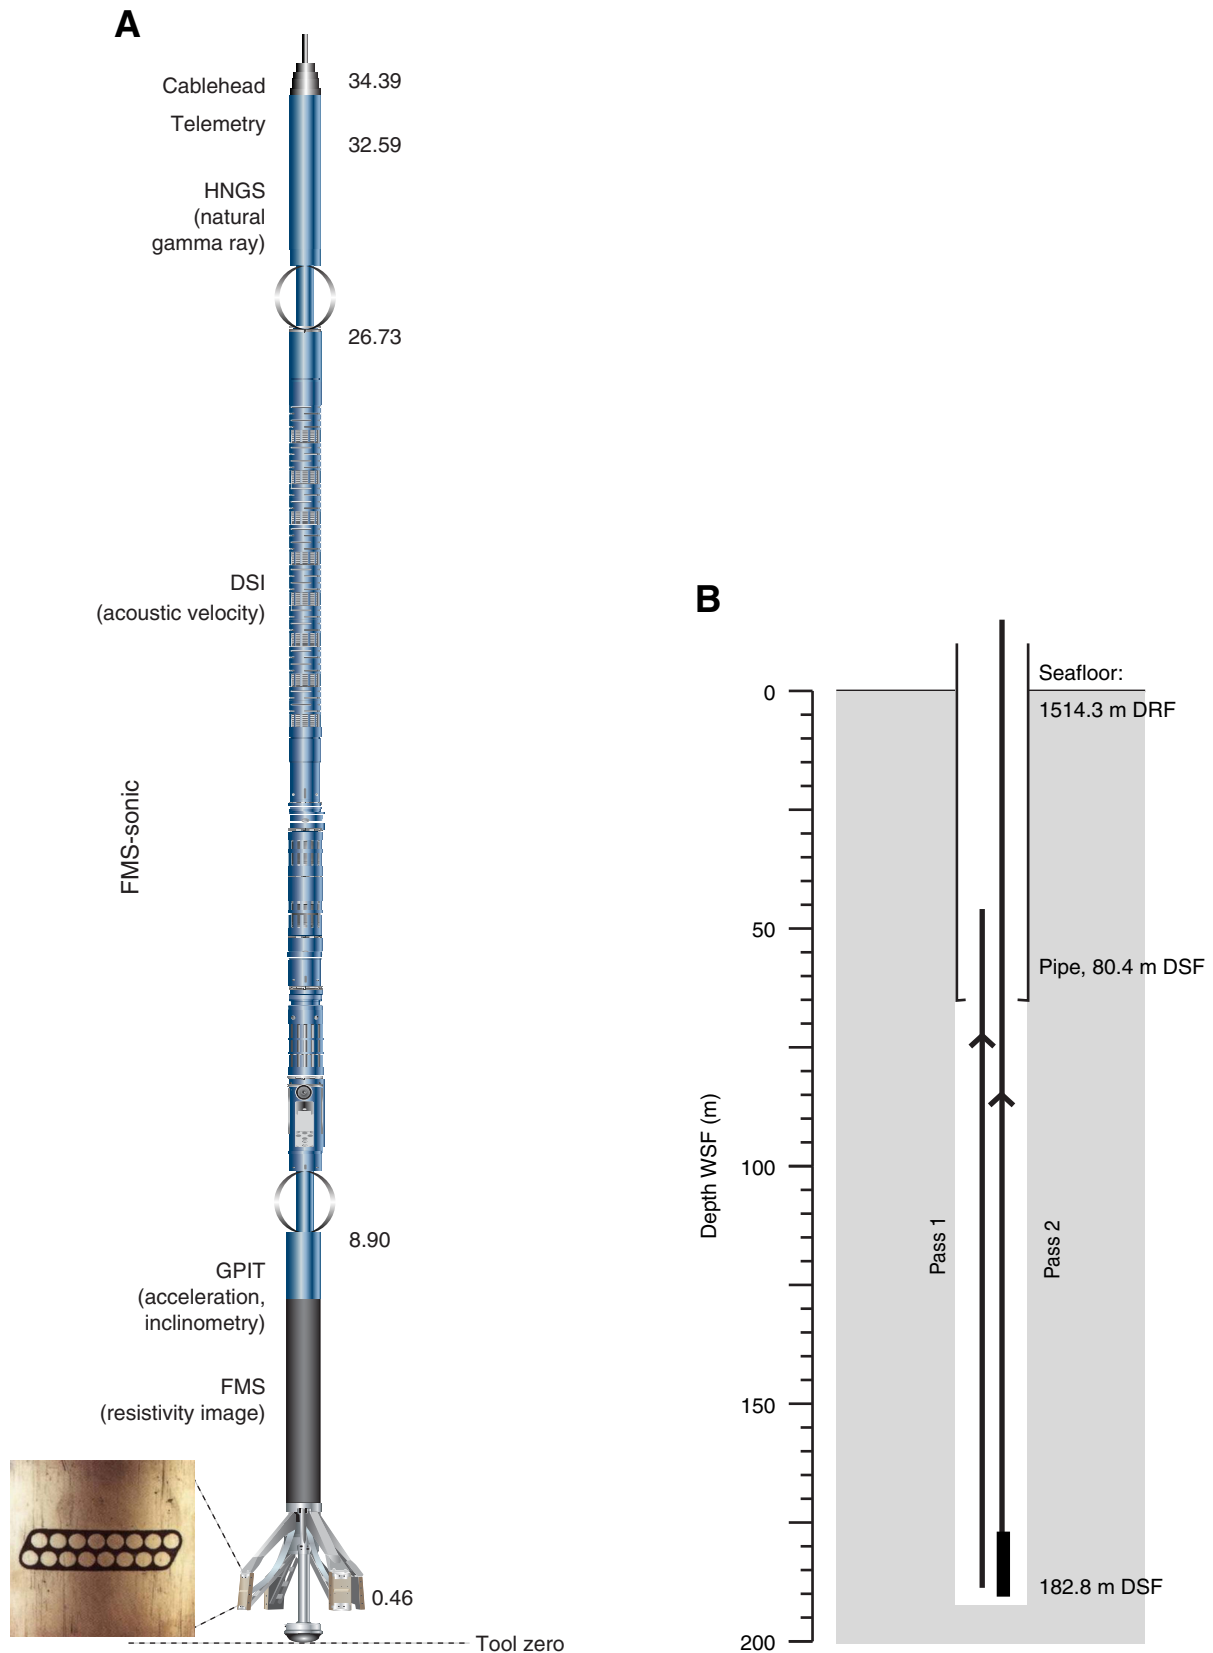 A
Cablehead
34.39
Telemetry
32.59
HNGS
(natural
gamma ray)
26.73
DSI
(acoustic velocity)
FMS-sonic
8.90
GPIT
(acceleration,
inclinometry)
FMS
(resistivity image)
0.46
Tool zero
B
Seafloor:
0
1514.3 m DRF
50
Pipe, 80.4 m DSF
Depth WSF (m)
100
Pass 1
Pass 2
150
182.8 m DSF
200